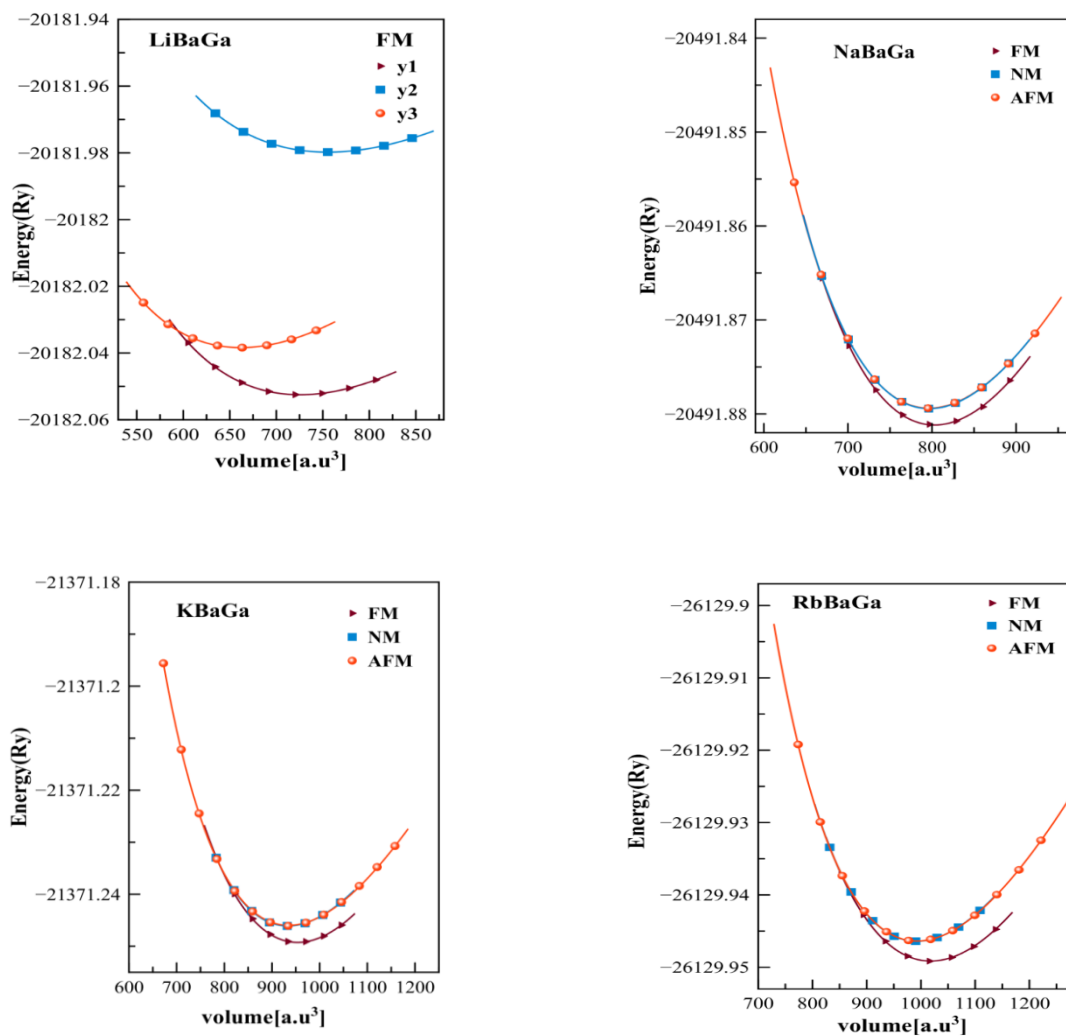 LiBaGa
FM
y1
y2
y3
−20181.94
−20181.96
−20181.98
−20182
−20182.02
−20182.04
−20182.06
Energy(Ry)
550 600 650 700 750 800 850
volume[a.u³]
NaBaGa
FM
NM
AFM
−20491.84
−20491.85
−20491.86
−20491.87
−20491.88
Energy(Ry)
600 700 800 900
volume[a.u³]
KBaGa
FM
NM
AFM
−21371.18
−21371.2
−21371.22
−21371.24
Energy(Ry)
600 700 800 900 1000 1100 1200
volume[a.u³]
RbBaGa
FM
NM
AFM
−26129.9
−26129.91
−26129.92
−26129.93
−26129.94
−26129.95
Energy(Ry)
700 800 900 1000 1100 1200
volume[a.u³]